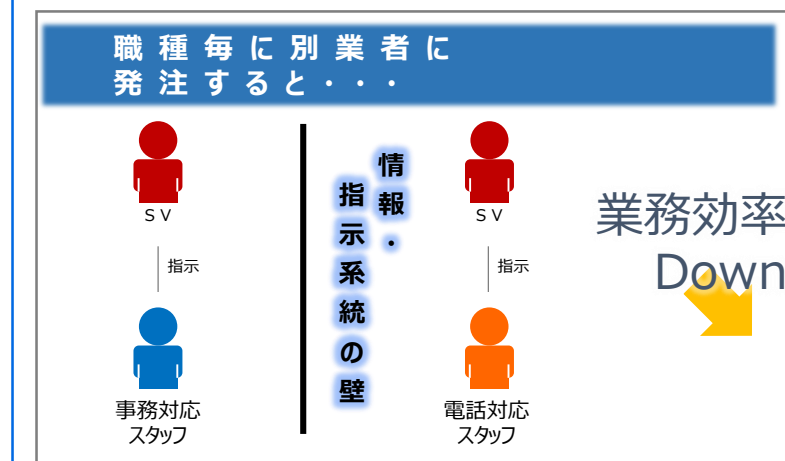 職種毎に別業者に
発注すると・・・
SV
指示
事務対応
スタッフ
情報・
指示系統の壁
SV
指示
電話対応
スタッフ
業務効率
Down